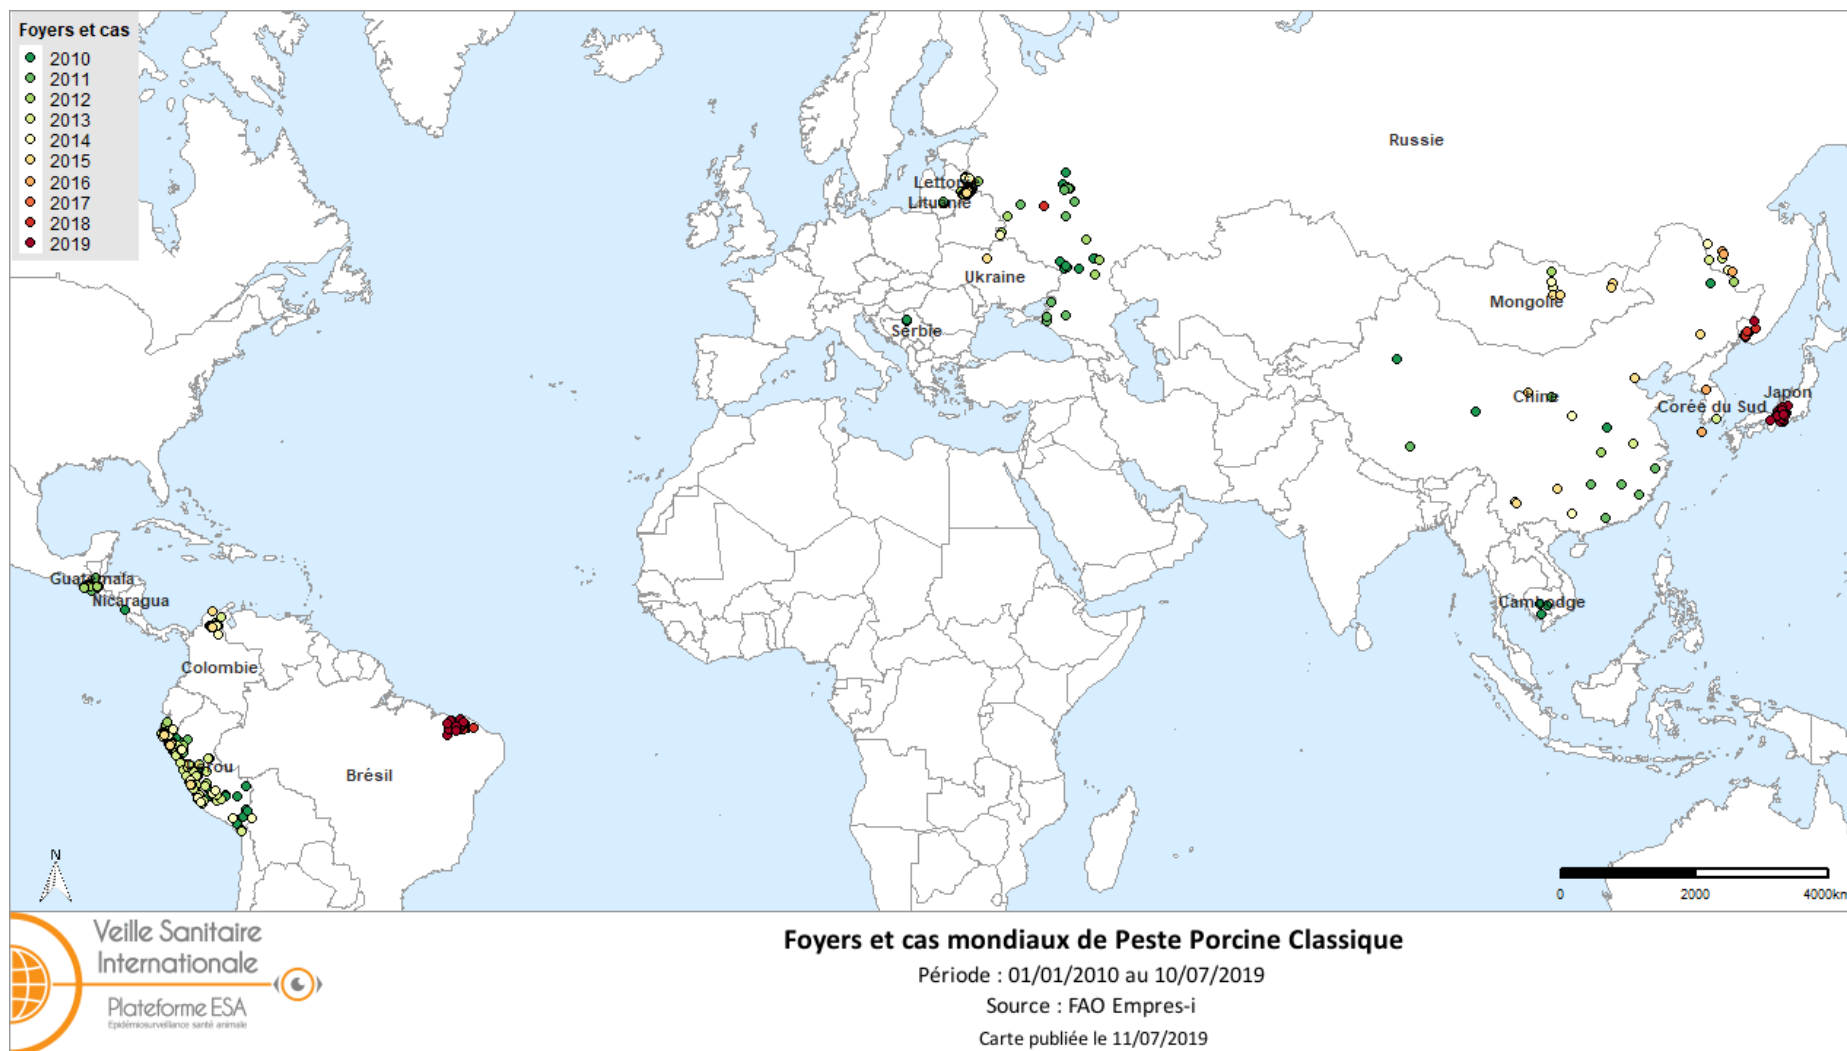 Foyers et cas
2010
2011
2012
2013
2014
2015
2016
2017
2018
2019
Russie
Lettonie
Lituanie
Ukraine
Serbie
Mongolie
Chine
Japon
Corée du Sud
Cambodge
Guatemala
Nicaragua
Colombie
Pérou
Brésil
N
0 2000 4000km
Veille Sanitaire
Internationale
Plateforme ESA
Epidémiosurveillance santé animale
Foyers et cas mondiaux de Peste Porcine Classique
Période : 01/01/2010 au 10/07/2019
Source : FAO Empres-i
Carte publiée le 11/07/2019